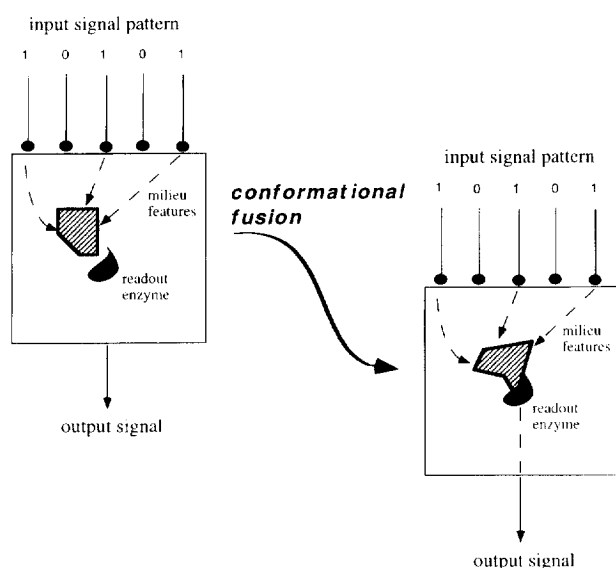 input signal pattern
1 0 1 0 1
milieu
features
readout
enzyme
output signal
conformational
fusion
input signal pattern
1 0 1 0 1
milieu
features
readout
enzyme
output signal